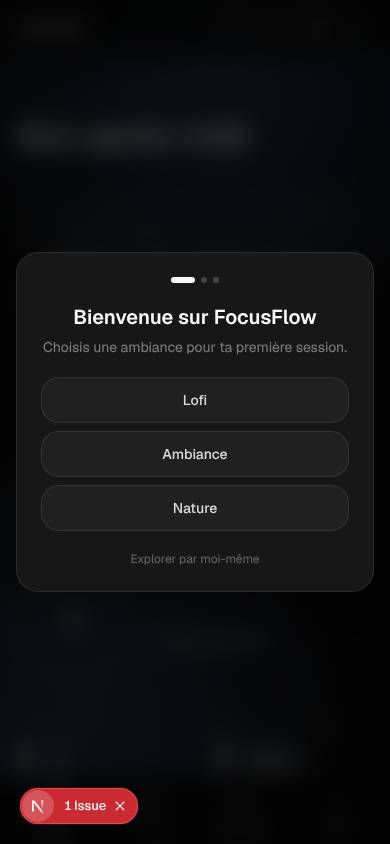 Bienvenue sur FocusFlow
Choisis une ambiance pour ta première session.
Lofi
Ambiance
Nature
Explorer par moi-même
N 1 Issue